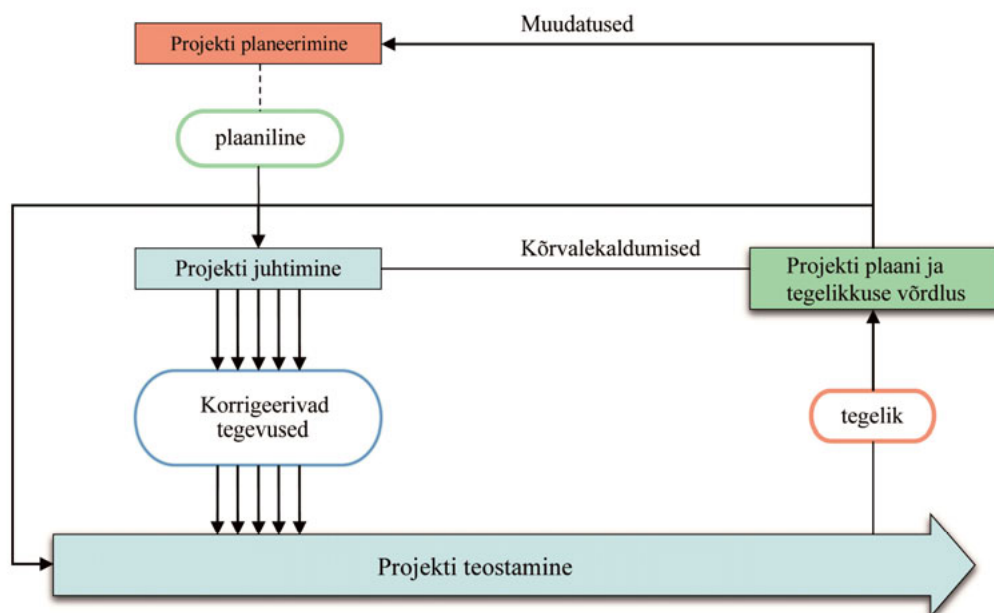 Muudatused
Projekti planeerimine
plaaniline
Kõrvalekaldumised
Projekti juhtimine
Projekti plaani ja
tegelikkuse võrdlus
Korrigeerivad
tegevused
tegelik
Projekti teostamine